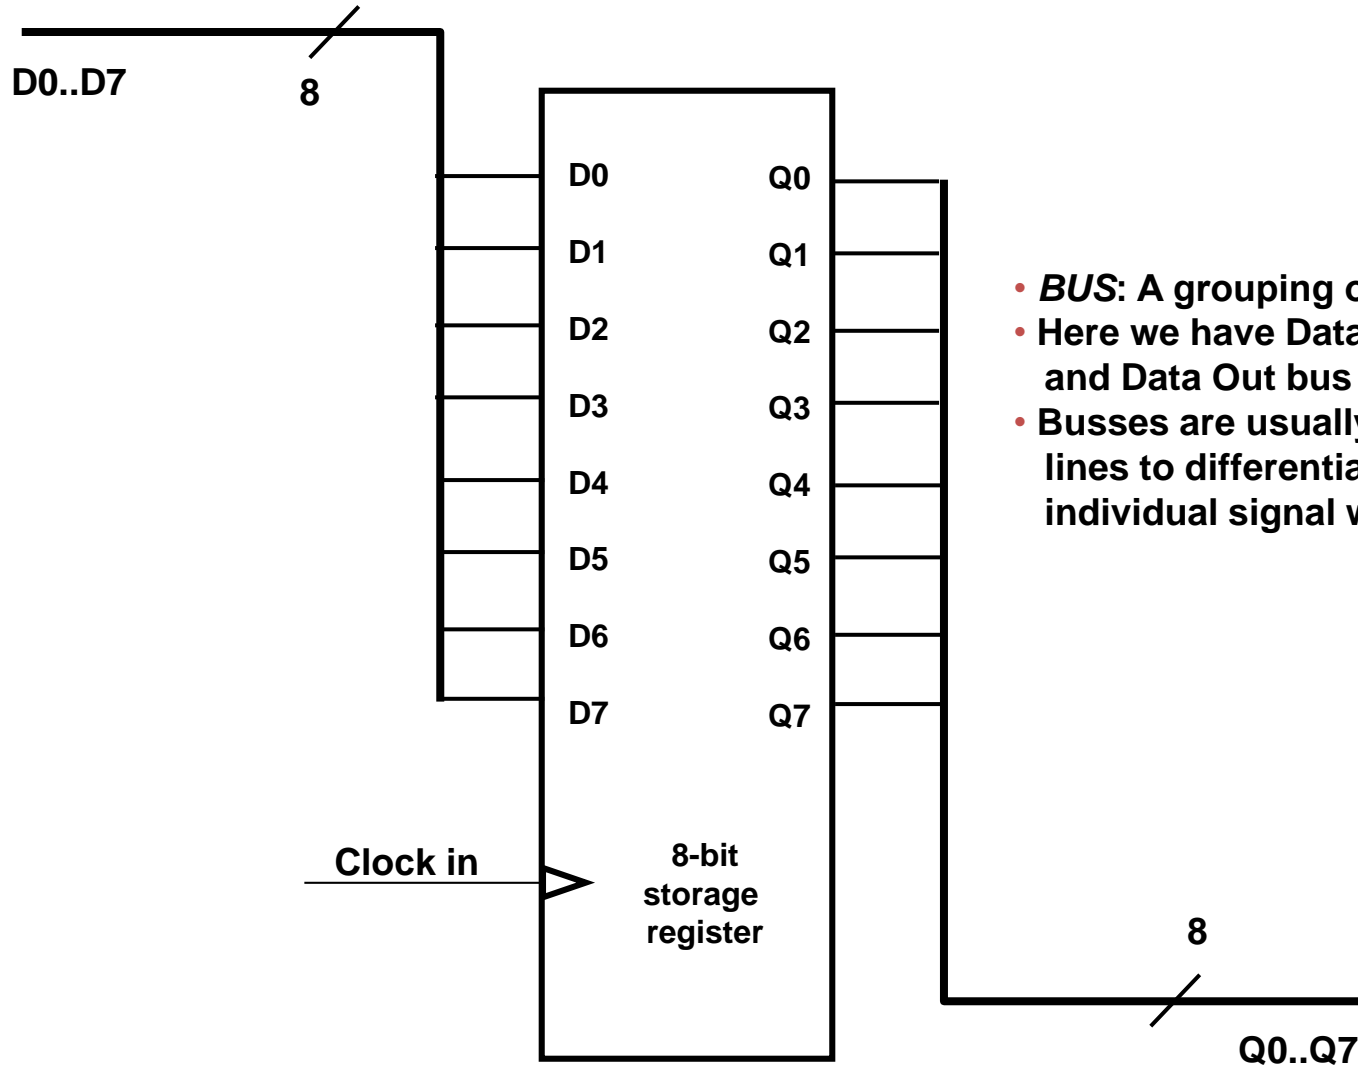 D0..D7
8
D0
D1
D2
D3
D4
D5
D6
D7
Q0
Q1
Q2
Q3
Q4
Q5
Q6
Q7
• BUS: A grouping
• Here we have Data
and Data Out bus
• Busses are
lines to
individual signal
Clock in
8-bit
storage
register
8
Q0..Q7